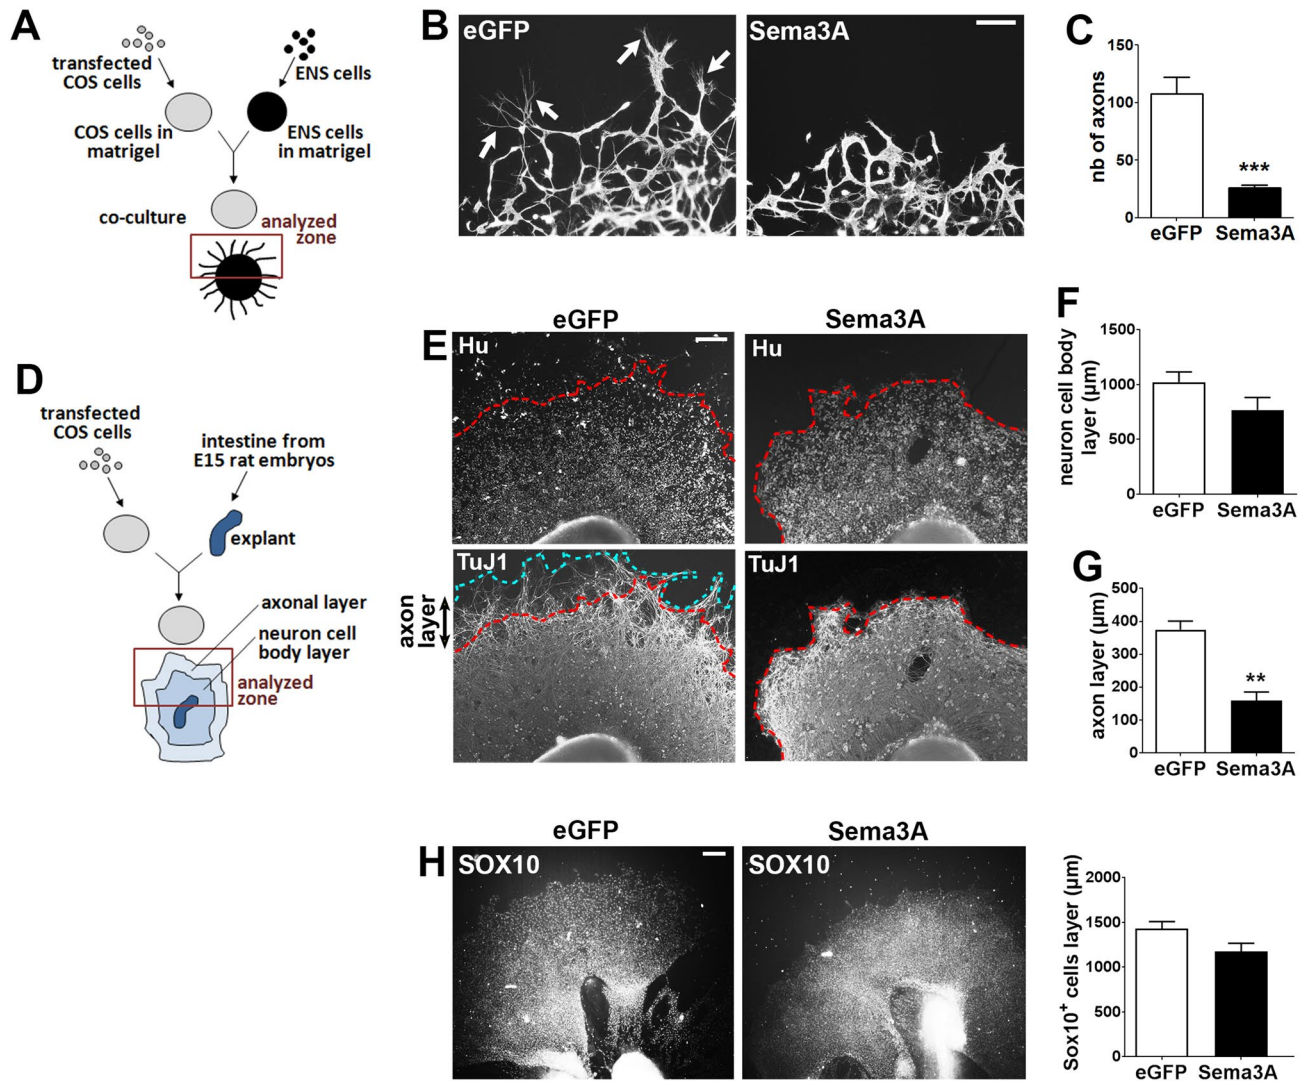 A
transfected
COS cells
ENS cells
COS cells in
matrigel
ENS cells
in matrigel
co-culture
analyzed
zone
B
eGFP
Sema3A
C
nb of axons
150
100
50
0
***
eGFP
Sema3A
D
transfected
COS cells
intestine from
E15 rat embryos
explant
axonal layer
neuron cell
body layer
analyzed
zone
E
eGFP
Sema3A
Hu
Hu
TuJ1
TuJ1
axon
layer
F
neuron cell body
layer (µm)
1500
1000
500
0
eGFP
Sema3A
G
axon layer (µm)
500
400
300
200
100
0
**
eGFP
Sema3A
H
eGFP
Sema3A
SOX10
SOX10
Sox10⁺ cells layer (µm)
2000
1500
1000
500
0
eGFP
Sema3A